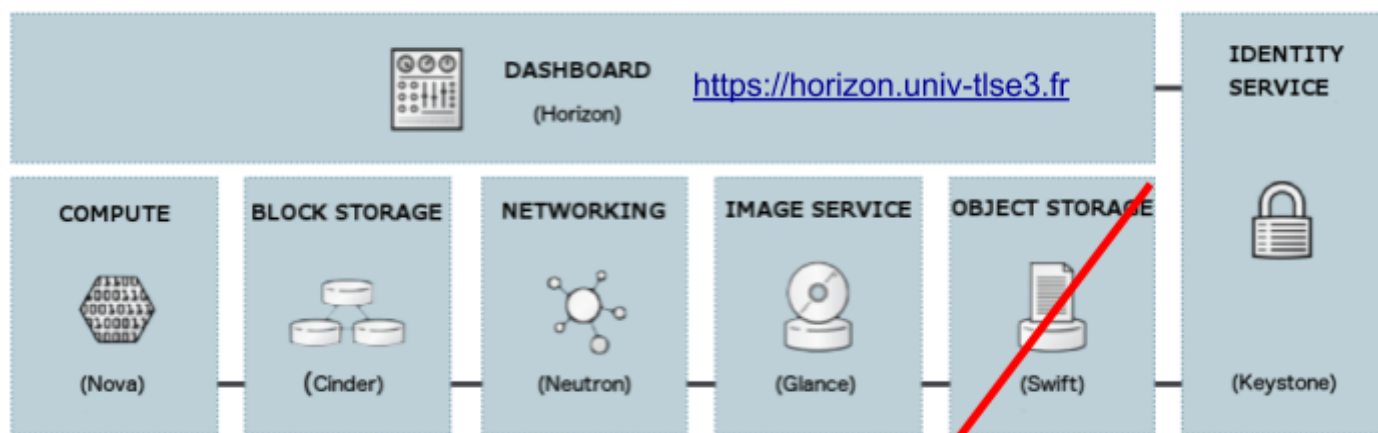 DASHBOARD
(Horizon)
https://horizon.univ-tlse3.fr
IDENTITY
SERVICE
(Keystone)
COMPUTE
(Nova)
BLOCK STORAGE
(Cinder)
NETWORKING
(Neutron)
IMAGE SERVICE
(Glance)
OBJECT STORAGE
(Swift)